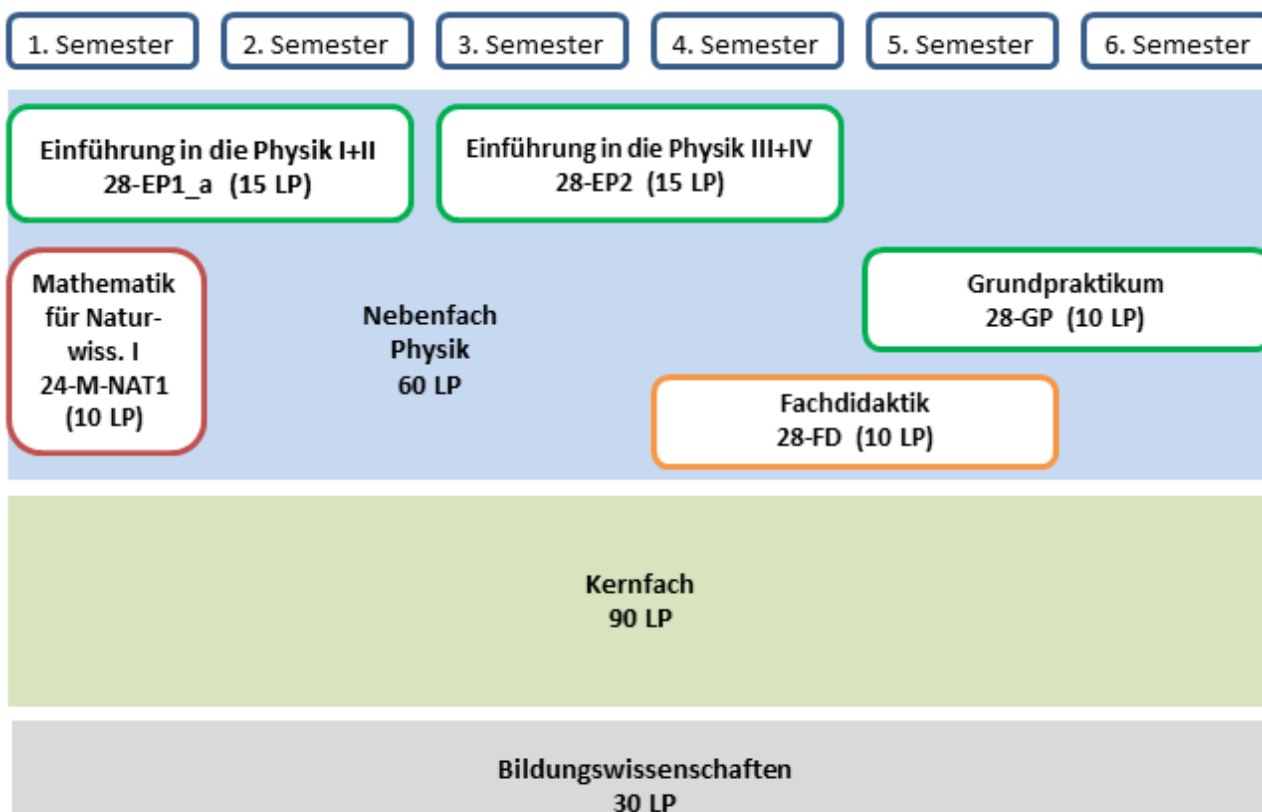 1. Semester
2. Semester
3. Semester
4. Semester
5. Semester
6. Semester
Einführung in die Physik I+II
28-EP1_a (15 LP)
Einführung in die Physik III+IV
28-EP2 (15 LP)
Mathematik
für Natur-
wiss. I
24-M-NAT1
(10 LP)
Nebenfach
Physik
60 LP
Grundpraktikum
28-GP (10 LP)
Fachdidaktik
28-FD (10 LP)
Kernfach
90 LP
Bildungswissenschaften
30 LP